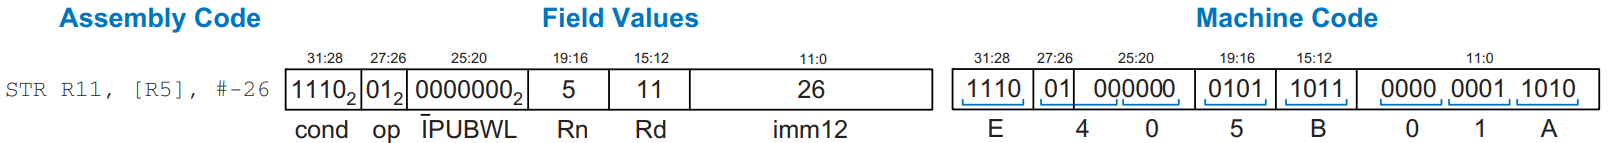 Assembly Code Field Values Machine Code
31:28 27:26 25:20 19:16 15:12 11:0 31:28 27:26 25:20 19:16 15:12 11:0
STR R11, [R5], #-26 1110₂ 01₂ 0000000₂ 5 11 26 1110 01 000000 0101 1011 0000 0001 1010
cond op I̅PUBWL Rn Rd imm12 E 4 0 5 B 0 1 A